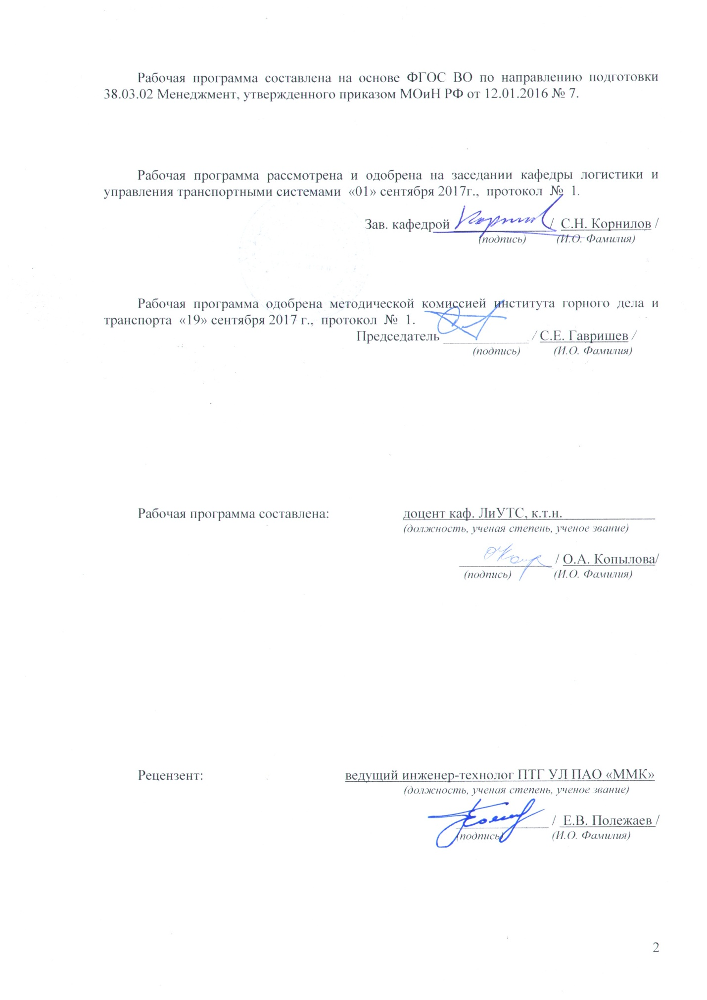 Рабочая программа составлена на основе ФГОС ВО по направлению подготовки
38.03.02 Менеджмент, утвержденного приказом МОиН РФ от 12.01.2016 № 7.
Рабочая программа рассмотрена и одобрена на заседании кафедры логистики и
управления транспортными системами «01» сентября 2017г., протокол № 1.
Зав. кафедрой ______________/ С.Н. Корнилов /
(подпись) (И.О. Фамилия)
Рабочая программа одобрена методической комиссией института горного дела и
транспорта «19» сентября 2017 г., протокол № 1.
Председатель ____________ / С.Е. Гавришев /
(подпись) (И.О. Фамилия)
Рабочая программа составлена: доцент каф. ЛиУТС, к.т.н.
(должность, ученая степень, ученое звание)
_____________ / О.А. Копылова/
(подпись) (И.О. Фамилия)
Рецензент: ведущий инженер-технолог ПТГ УЛ ПАО «ММК»
(должность, ученая степень, ученое звание)
_____________ / Е.В. Полежаев /
(подпись) (И.О. Фамилия)
2